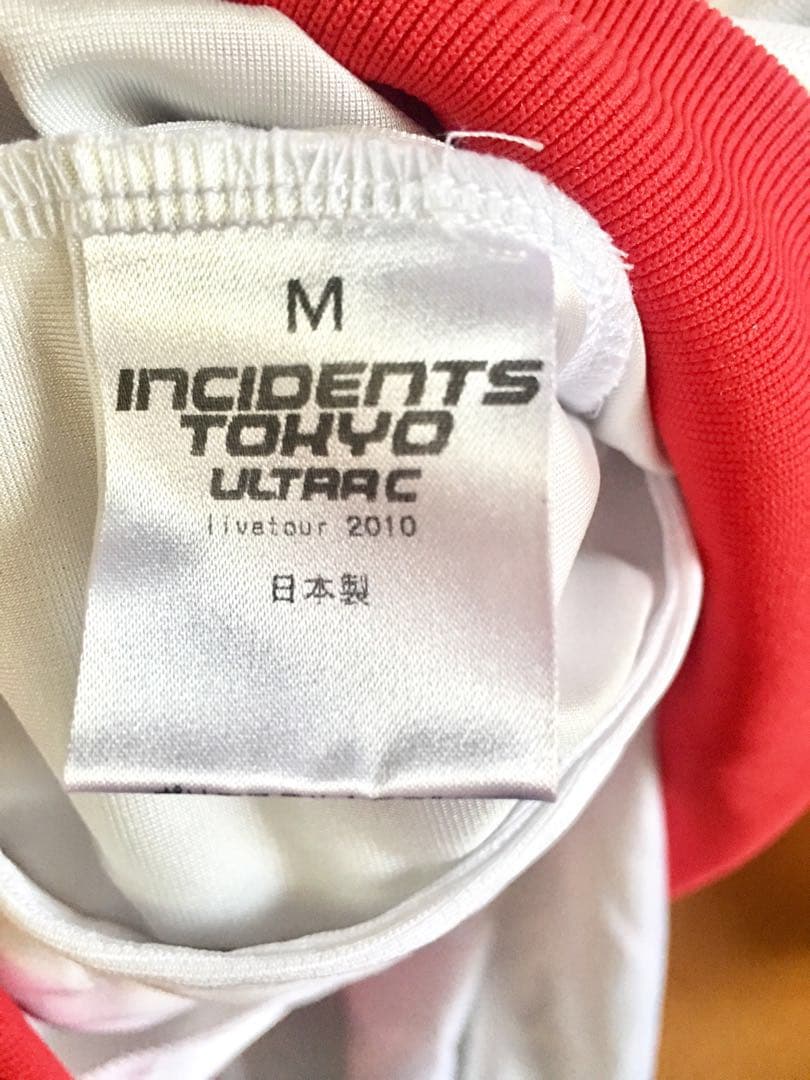 M
INCIDENTS
TOKYO
ULTRA C
livetour 2010
日本製